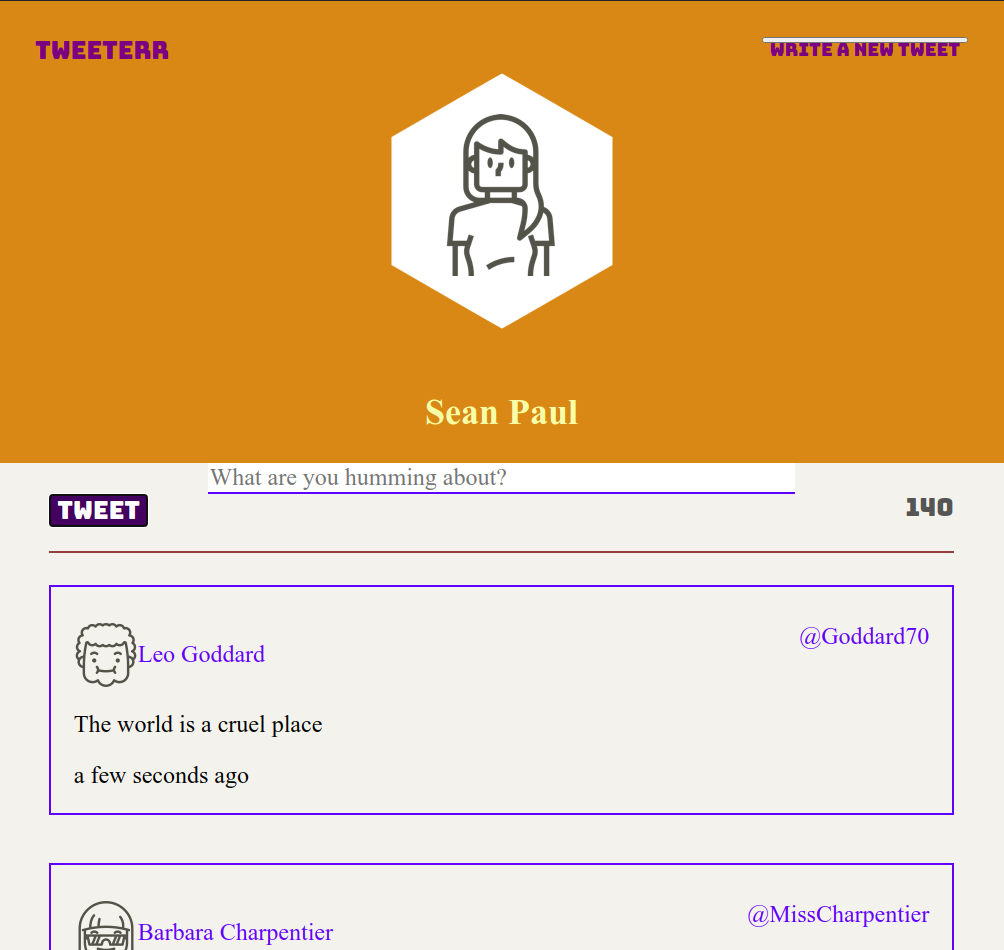 TWEETERR
WRITE A NEW TWEET
Sean Paul
What are you humming about?
TWEET
140
Leo Goddard
@Goddard70
The world is a cruel place
a few seconds ago
Barbara Charpentier
@MissCharpentier